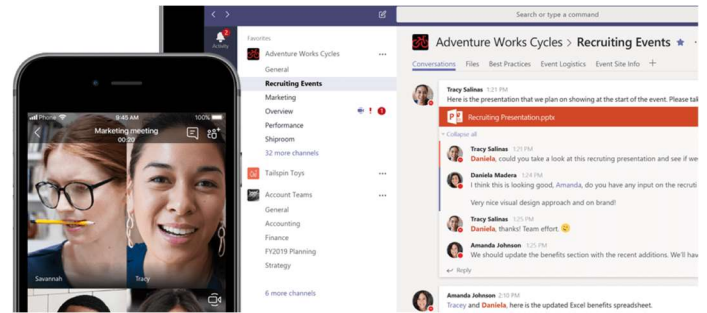 Search or type a command
2
Activity
Favorites
Adventure Works Cycles
General
Recruiting Events
Marketing
Overview
! 1
Performance
Shiproom
32 more channels
Tailspin Toys
Account Teams
General
Accounting
Finance
FY2019 Planning
Strategy
6 more channels
Adventure Works Cycles > Recruiting Events
Conversations Files Best Practices Event Logistics Event Site Info
Tracy Salinas 1:21 PM
Here is the presentation that we plan on showing at the start of the event. Please tak
Recruiting Presentation.pptx
Collapse all
Tracy Salinas 1:21 PM
Daniela, could you take a look at this recruting presentation and see if we
Daniela Madera 1:24 PM
I think this is looking good, Amanda, do you have any input on the recruti
Very nice visual design approach and on brand!
Tracy Salinas 1:25 PM
Daniela, thanks! Team effort.
Amanda Johnson 1:25 PM
We should update the benefits section with the recent additions. We'll hav
Reply
Amanda Johnson 2:10 PM
Tracey and Daniela, here is the updated Excel benefits spreadsheet.
Phone 9:45 AM 100%
Marketing meeting
00:20
Savannah Tracy